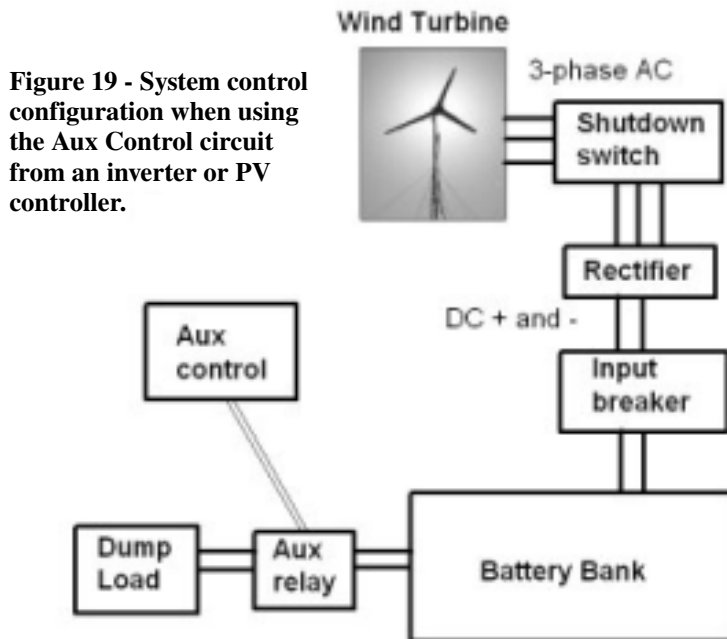 Wind Turbine
Figure 19 - System control
configuration when using
the Aux Control circuit
from an inverter or PV
controller.
3-phase AC
Shutdown
switch
Rectifier
DC + and -
Aux
control
Input
breaker
Dump
Load
Aux
relay
Battery Bank